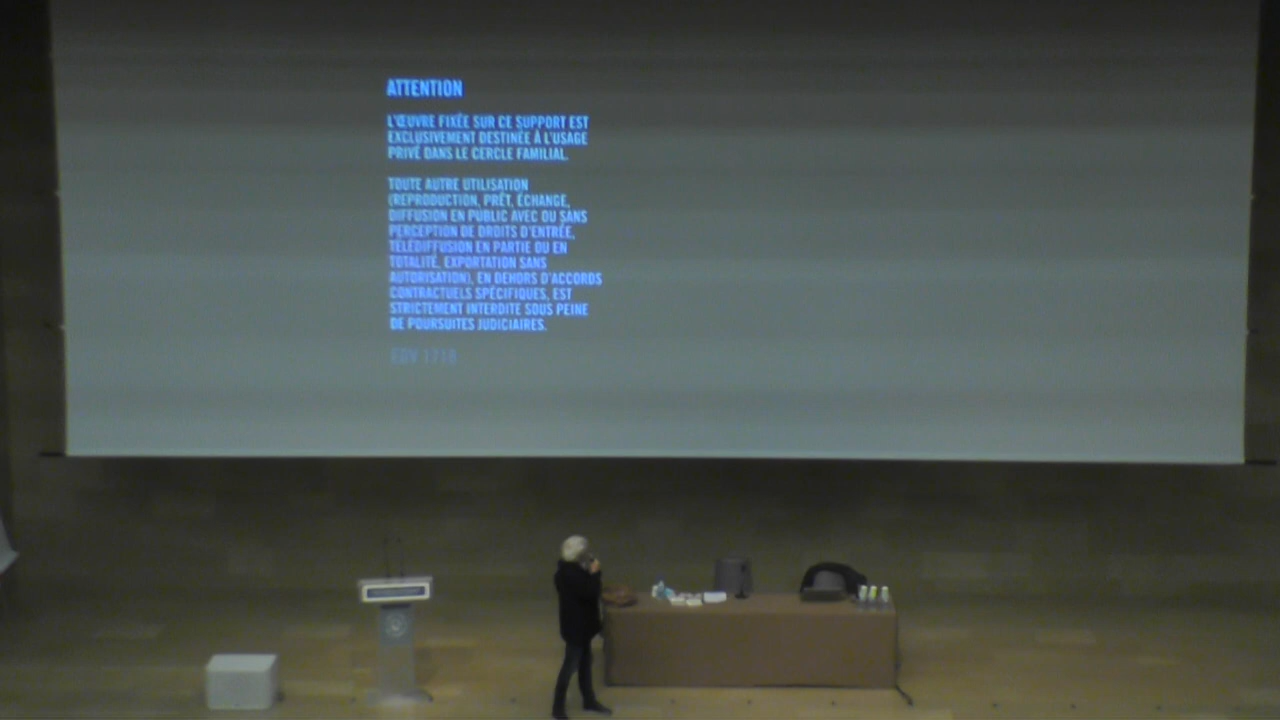 ATTENTION
L'ŒUVRE FIXÉE SUR CE SUPPORT EST
EXCLUSIVEMENT DESTINÉE À L'USAGE
PRIVÉ DANS LE CERCLE FAMILIAL.
TOUTE AUTRE UTILISATION
(REPRODUCTION, PRÊT, ÉCHANGE,
DIFFUSION EN PUBLIC AVEC OU SANS
PERCEPTION DE DROITS D'ENTRÉE,
TÉLÉDIFFUSION EN PARTIE OU EN
TOTALITÉ, EXPORTATION SANS
AUTORISATION), EN DEHORS D'ACCORDS
CONTRACTUELS SPÉCIFIQUES, EST
STRICTEMENT INTERDITE SOUS PEINE
DE POURSUITES JUDICIAIRES.